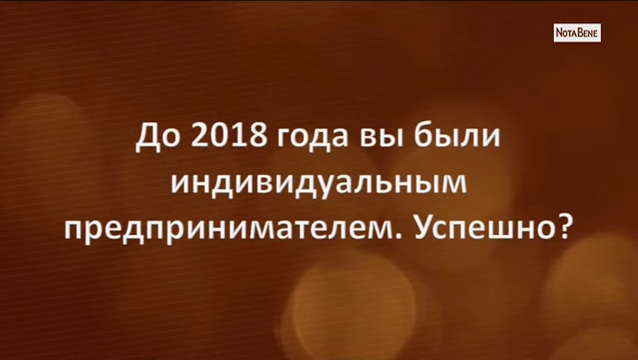 NOTABENE
До 2018 года вы были
индивидуальным
предпринимателем. Успешно?